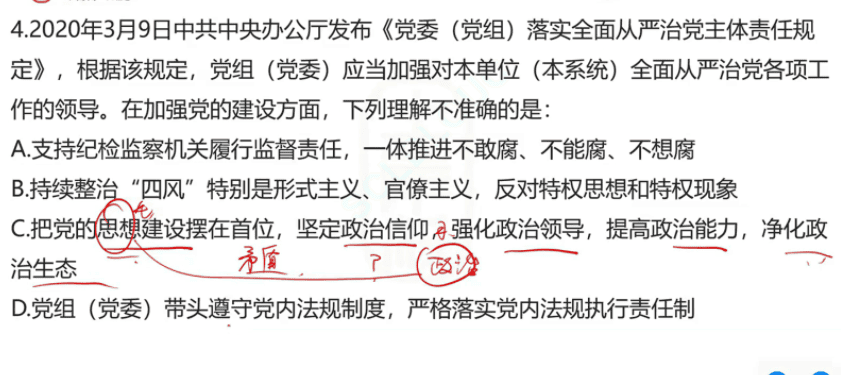 4.2020年3月9日中共中央办公厅发布《党委（党组）落实全面从严治党主体责任规
定》，根据该规定，党组（党委）应当加强对本单位（本系统）全面从严治党各项工
作的领导。在加强党的建设方面，下列理解不准确的是：
A.支持纪检监察机关履行监督责任，一体推进不敢腐、不能腐、不想腐
B.持续整治“四风”特别是形式主义、官僚主义，反对特权思想和特权现象
C.把党的思想建设摆在首位，坚定政治信仰，强化政治领导，提高政治能力，净化政
治生态
矛盾 ? 政治
D.党组（党委）带头遵守党内法规制度，严格落实党内法规执行责任制